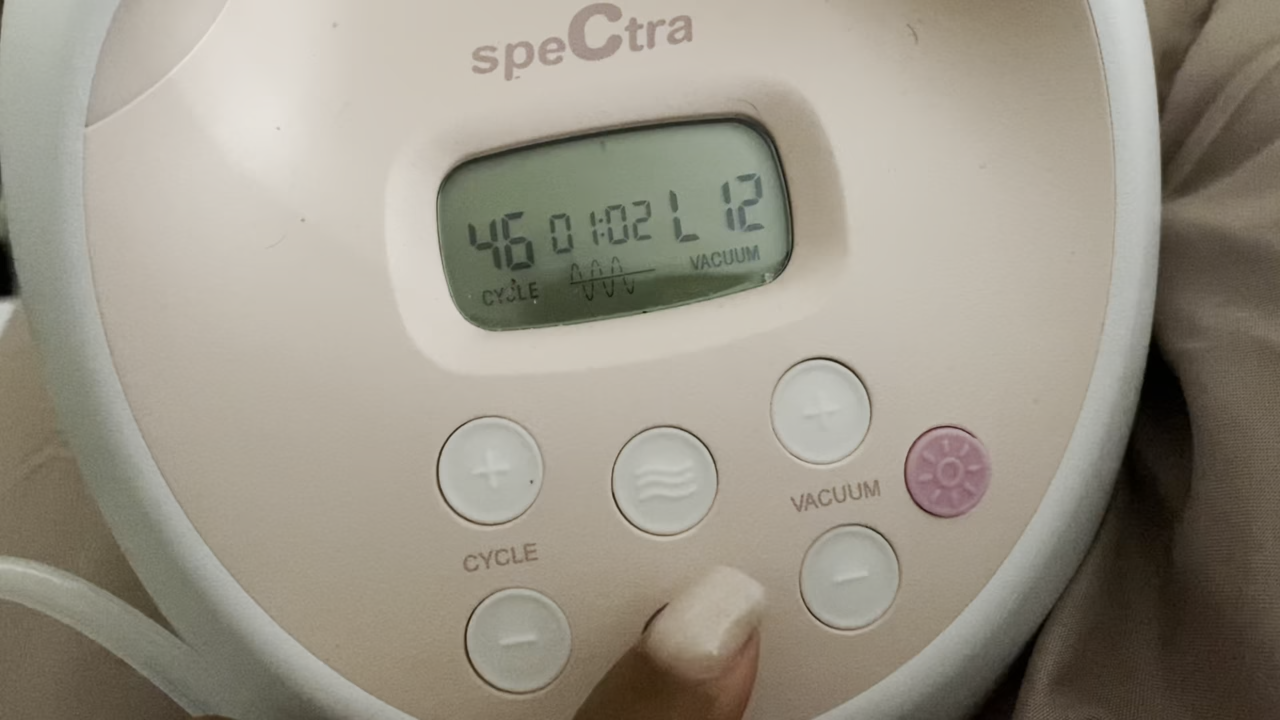 speCtra
46 01:02 L 12
CYCLE VACUUM
VACUUM
CYCLE